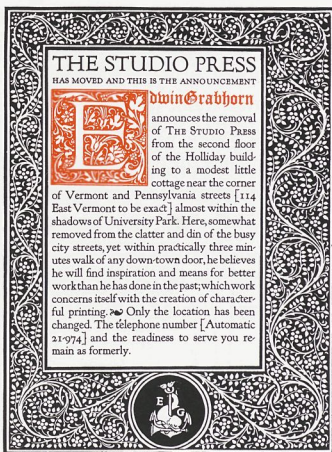 THE STUDIO PRESS
HAS MOVED AND THIS IS THE ANNOUNCEMENT
Edwin Grabhorn
announces the removal
of THE STUDIO PRESS
from the second floor
of the Holliday build-
ing to a modest little
cottage near the corner
of Vermont and Pennsylvania streets [114
East Vermont to be exact] almost within the
shadows of University Park. Here, somewhat
removed from the clatter and din of the busy
city streets, yet within practically three min-
utes walk of any down-town door, he believes
he will find inspiration and means for better
work than he has done in the past; which work
concerns itself with the creation of character-
ful printing. ❧ Only the location has been
changed. The telephone number [Automatic
21-974] and the readiness to serve you re-
main as formerly.
E G